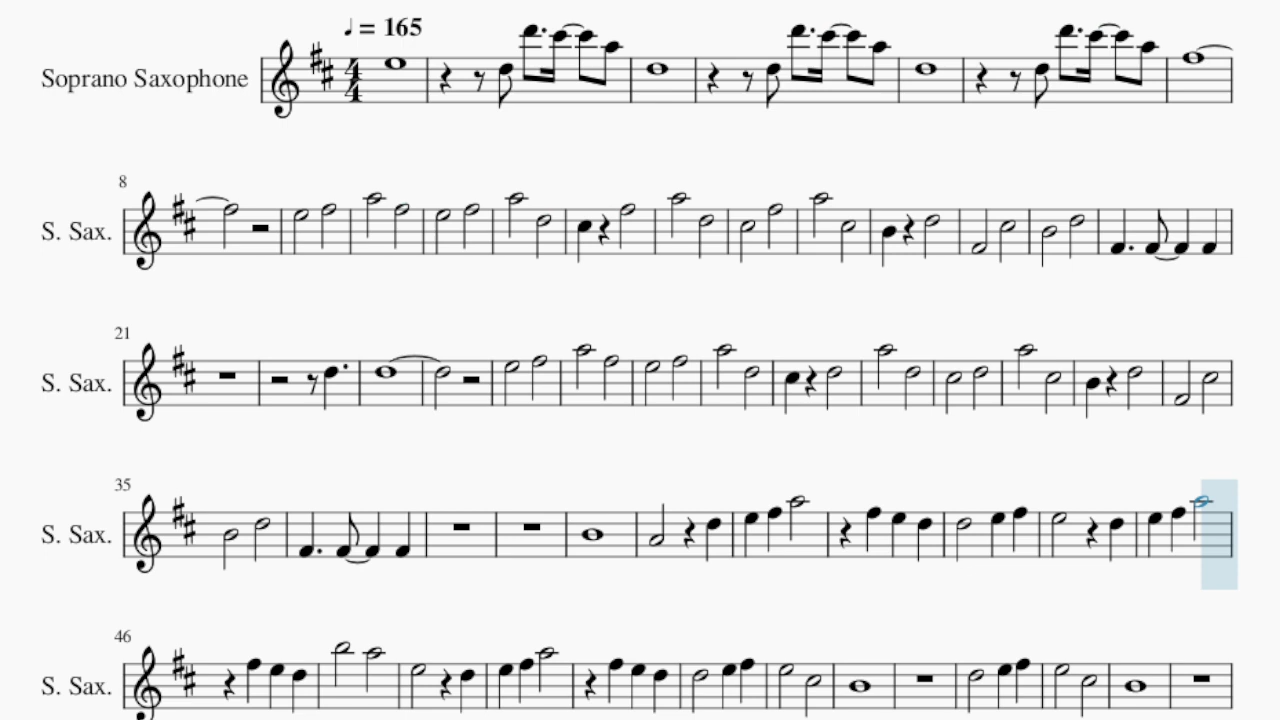 ♩ = 165
Soprano Saxophone
4
4
8
S. Sax.
21
S. Sax.
35
S. Sax.
46
S. Sax.